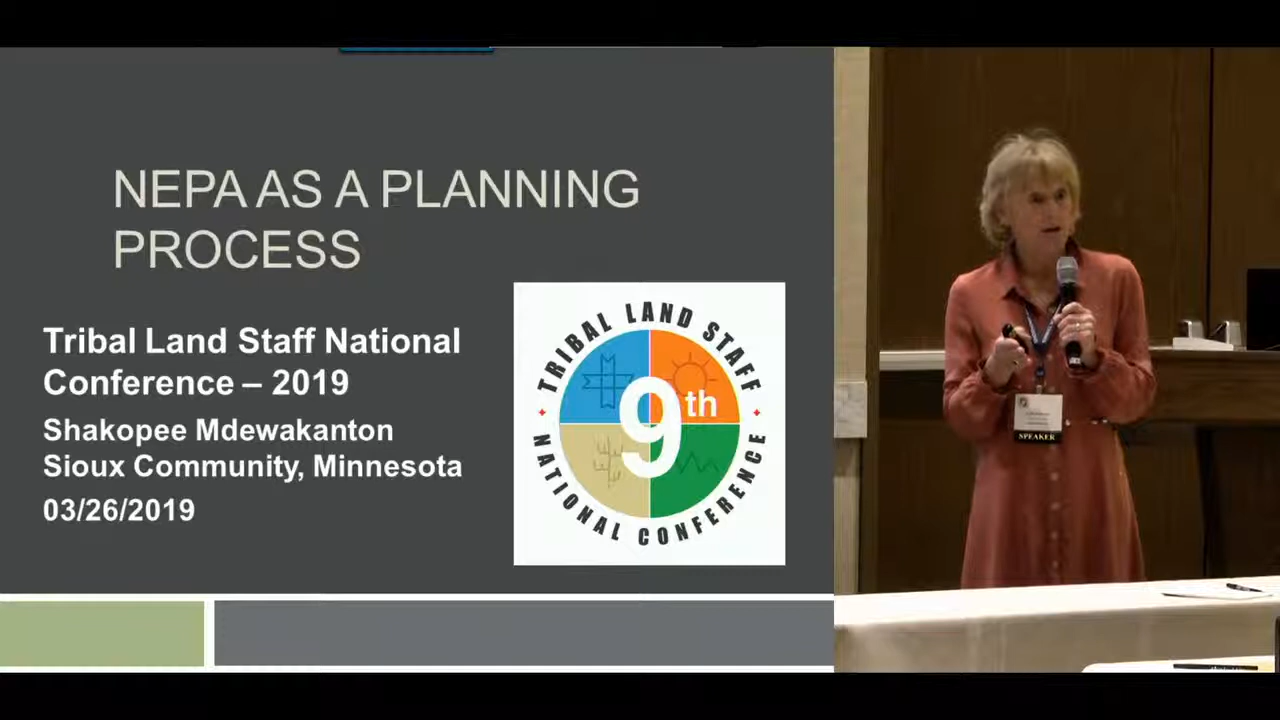 NEPA AS A PLANNING
PROCESS
Tribal Land Staff National
Conference – 2019
Shakopee Mdewakanton
Sioux Community, Minnesota
03/26/2019
TRIBAL LAND STAFF
9th
NATIONAL CONFERENCE
SPEAKER